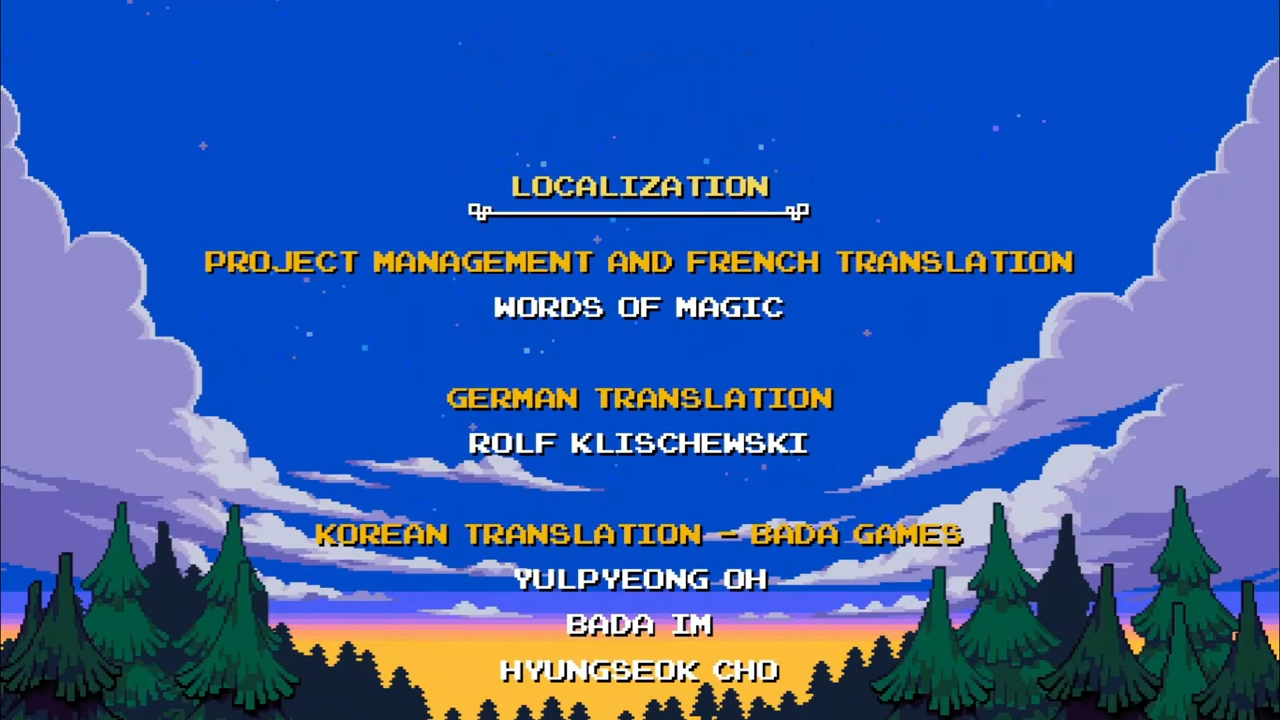 LOCALIZATION
PROJECT MANAGEMENT AND FRENCH TRANSLATION
WORDS OF MAGIC
GERMAN TRANSLATION
ROLF KLISCHEWSKI
KOREAN TRANSLATION - BADA GAMES
YULPYEONG OH
BADA IM
HYUNGSEOK CHO